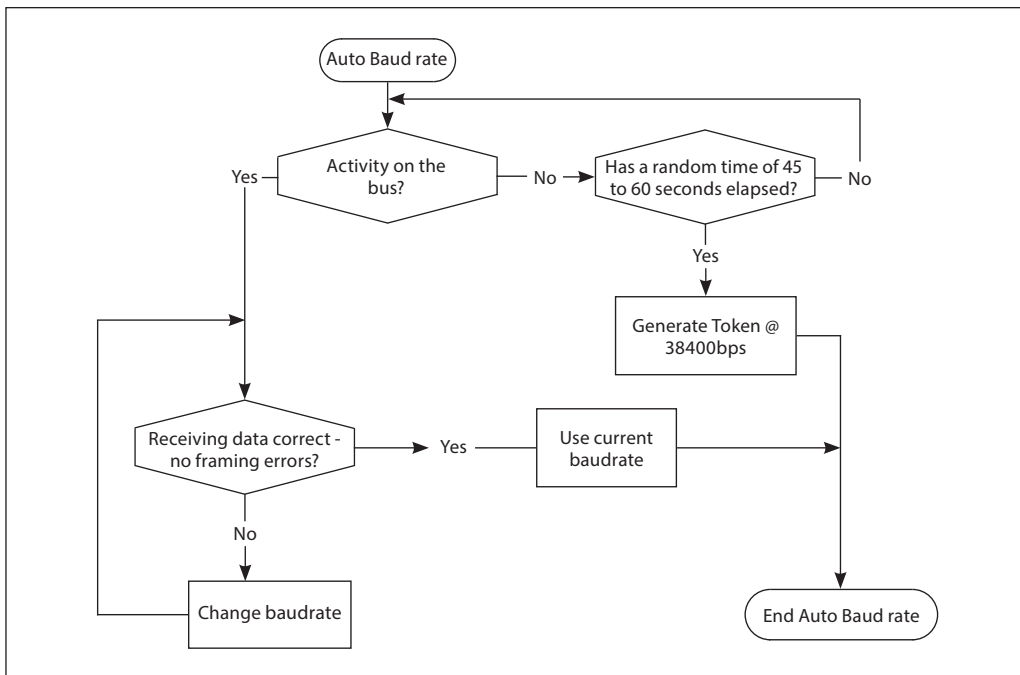 Auto Baud rate
Activity on the
bus?
Yes
No
Has a random time of 45
to 60 seconds elapsed?
No
Yes
Generate Token @
38400bps
Receiving data correct -
no framing errors?
Yes
Use current
baudrate
No
Change baudrate
End Auto Baud rate